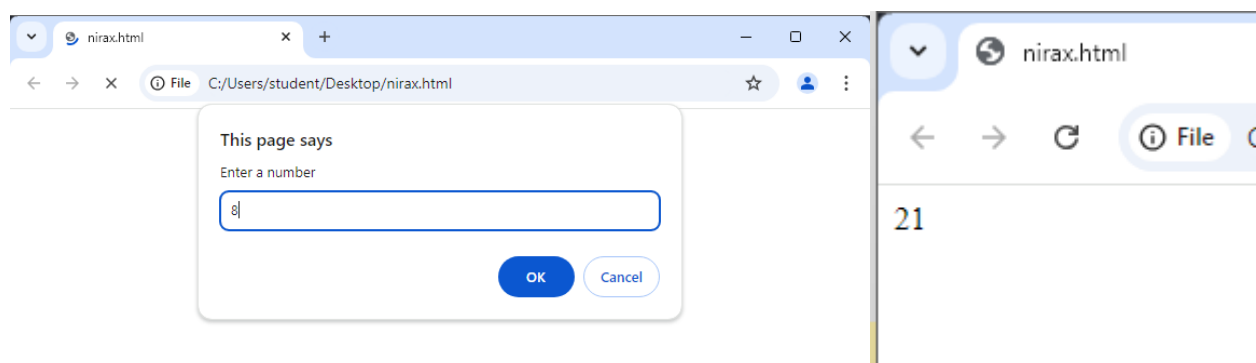 nirax.html
File C:/Users/student/Desktop/nirax.html
This page says
Enter a number
8
OK Cancel
nirax.html
File
21